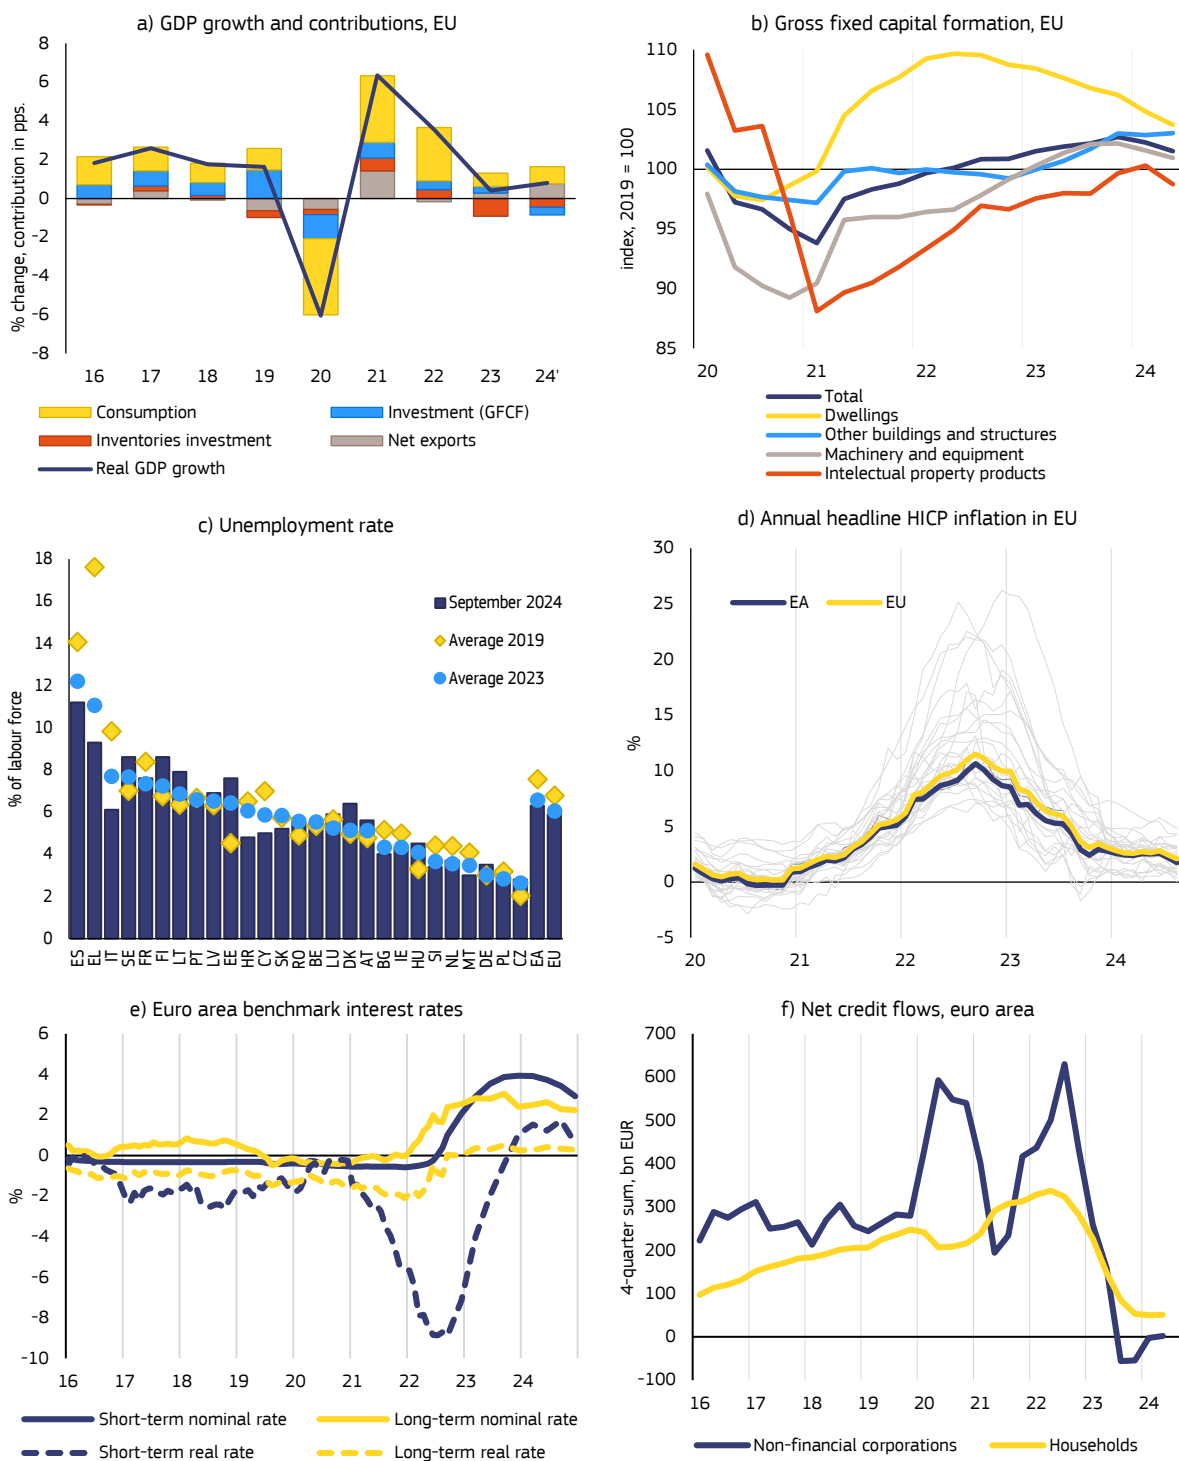 a) GDP growth and contributions, EU
% change, contribution in pps.
8
6
4
2
0
-2
-4
-6
-8
16 17 18 19 20 21 22 23 24'
Consumption
Investment (GFCF)
Inventories investment
Net exports
Real GDP growth
b) Gross fixed capital formation, EU
index, 2019 = 100
110
105
100
95
90
85
20 21 22 23 24
Total
Dwellings
Other buildings and structures
Machinery and equipment
Intelectual property products
c) Unemployment rate
% of labour force
18
16
14
12
10
8
6
4
2
0
September 2024
Average 2019
Average 2023
ES EL IT SE FR FI LT PT LV EE HR CY SK RO BE LU DK AT BG IE HU SI NL MT DE PL CZ EA EU
d) Annual headline HICP inflation in EU
%
30
25
20
15
10
5
0
-5
EA EU
20 21 22 23 24
e) Euro area benchmark interest rates
%
6
4
2
0
-2
-4
-6
-8
-10
16 17 18 19 20 21 22 23 24
Short-term nominal rate
Long-term nominal rate
Short-term real rate
Long-term real rate
f) Net credit flows, euro area
4-quarter sum, bn EUR
700
600
500
400
300
200
100
0
-100
16 17 18 19 20 21 22 23 24
Non-financial corporations
Households